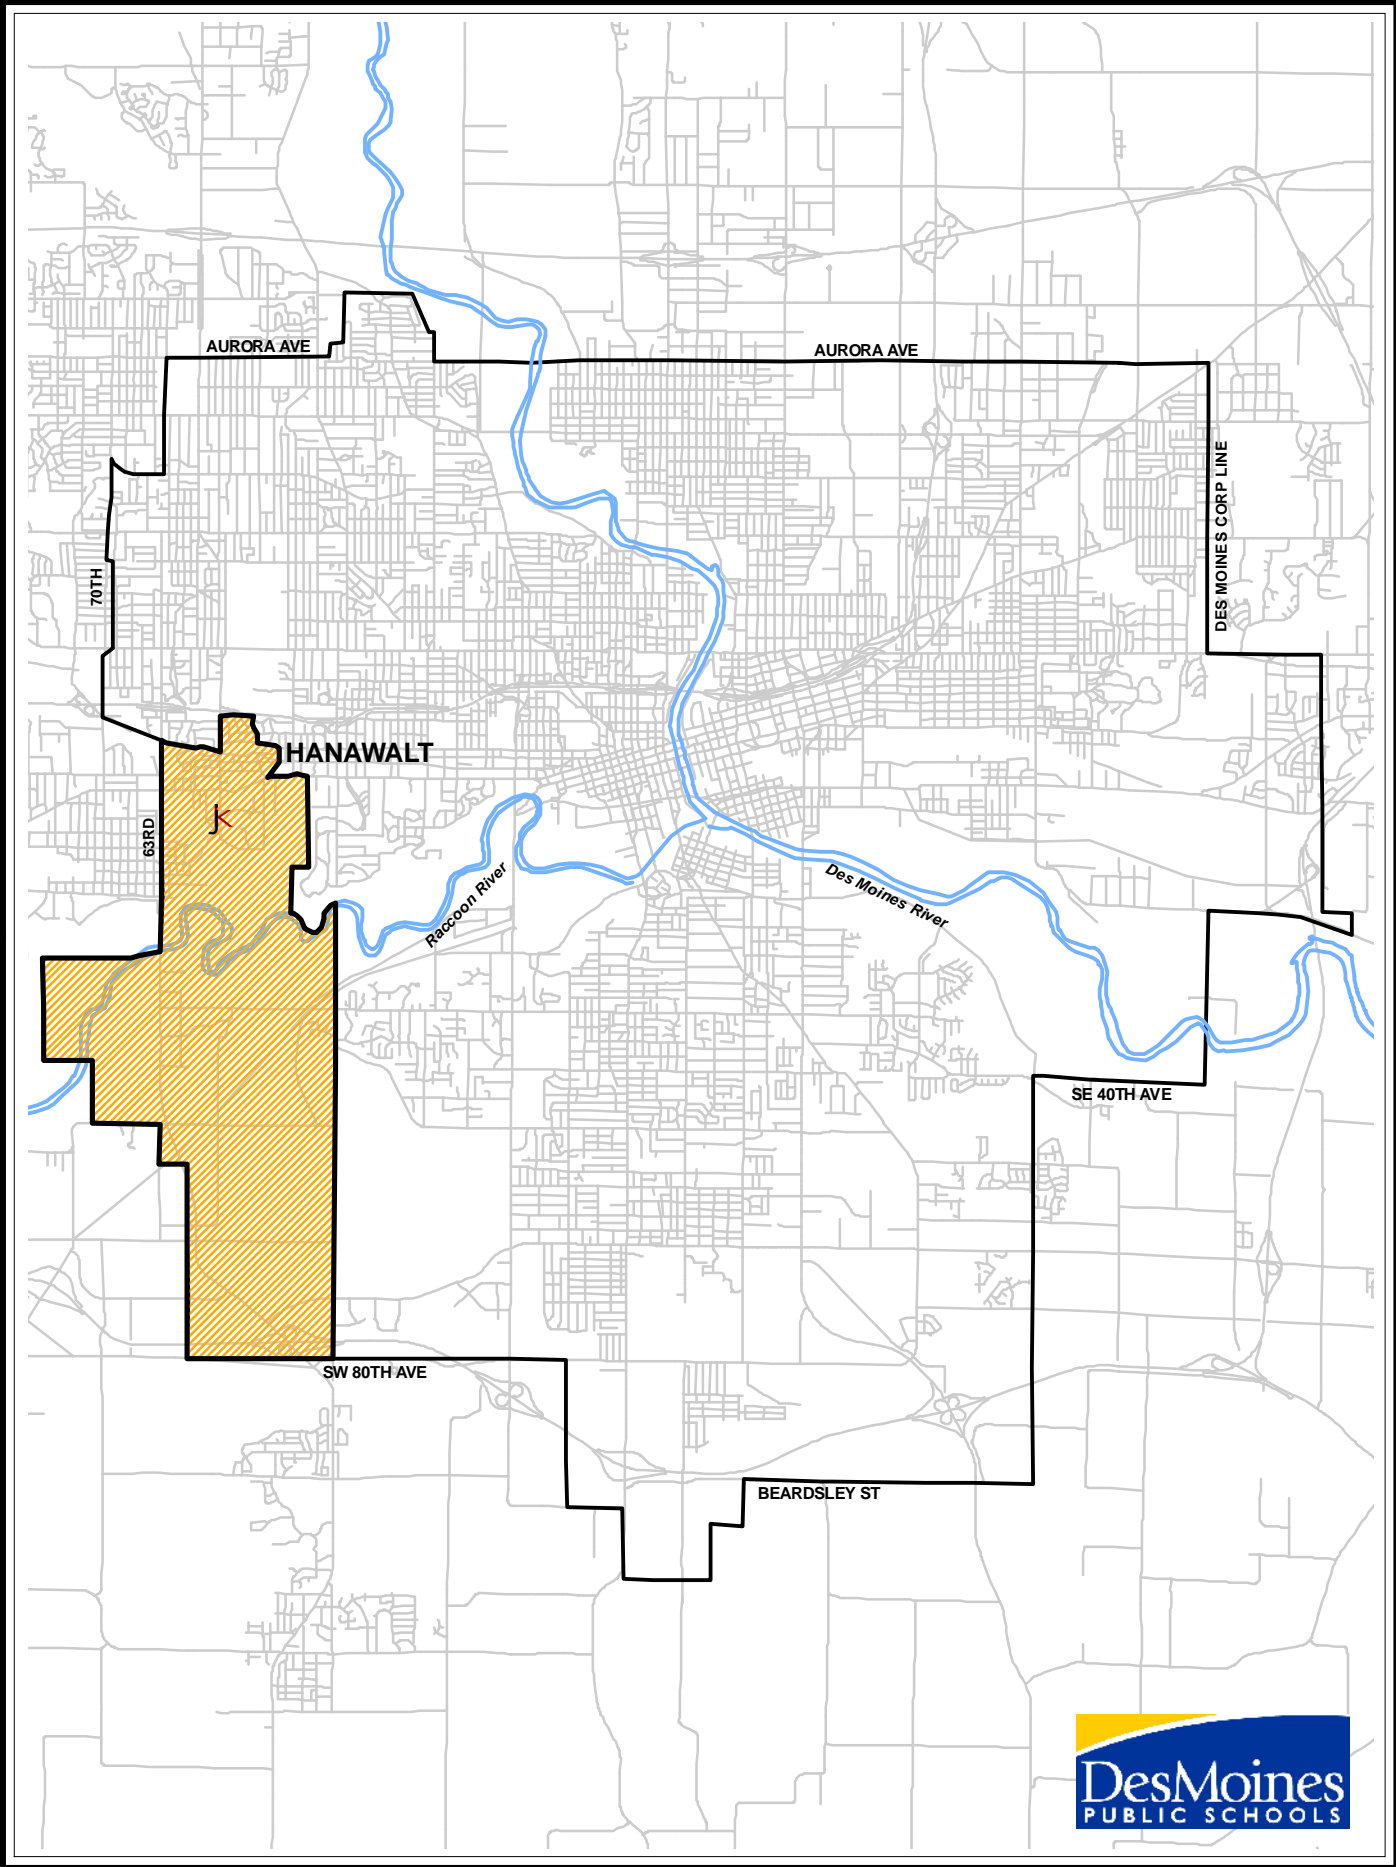 AURORA AVE
AURORA AVE
DES MOINES CORP LINE
70TH
HANAWALT
Jk
63RD
Raccoon River
Des Moines River
SE 40TH AVE
SW 80TH AVE
BEARDSLEY ST
DesMoines
PUBLIC SCHOOLS